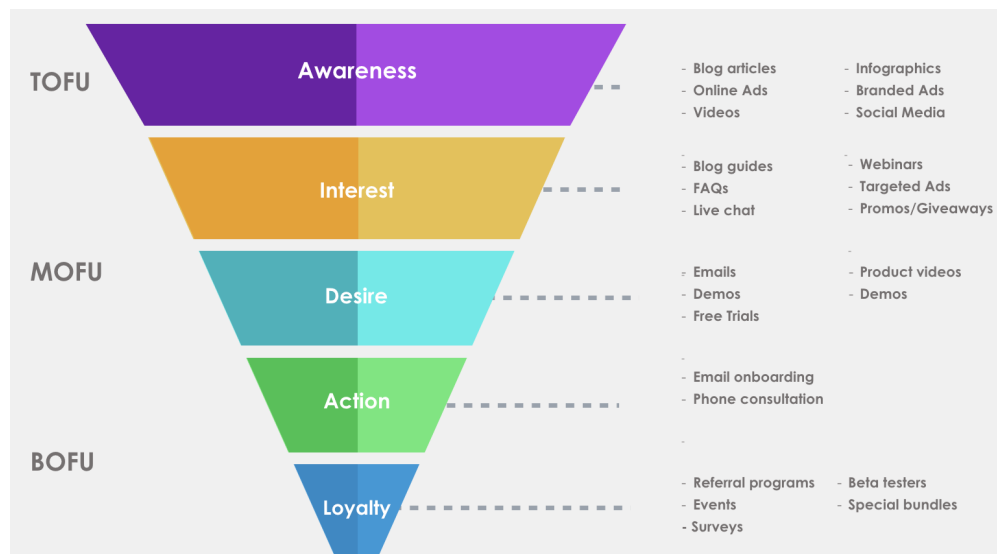 TOFU
Awareness
- Blog articles
- Online Ads
- Videos
- Infographics
- Branded Ads
- Social Media
Interest
- Blog guides
- FAQs
- Live chat
- Webinars
- Targeted Ads
- Promos/Giveaways
MOFU
Desire
- Emails
- Demos
- Free Trials
- Product videos
- Demos
Action
- Email onboarding
- Phone consultation
BOFU
Loyalty
- Referral programs
- Events
- Surveys
- Beta testers
- Special bundles